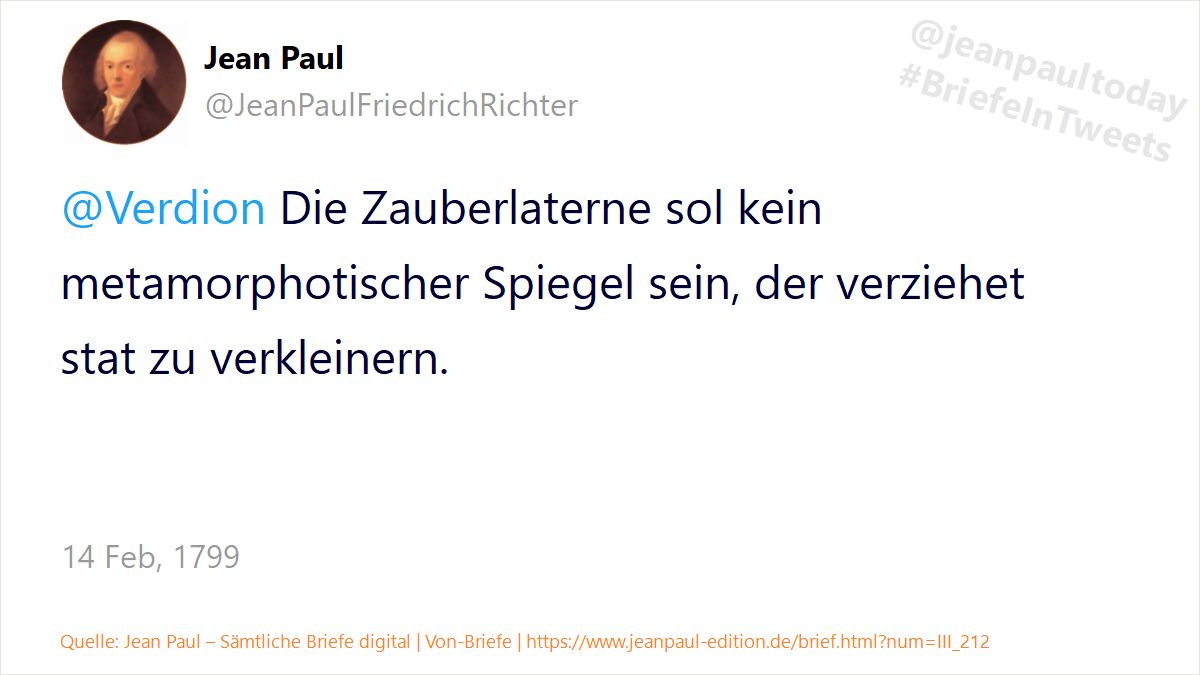 Jean Paul
@JeanPaulFriedrichRichter
@jeanpaultoday
#BriefeInTweets
@Verdion Die Zauberlaterne sol kein
metamorphotischer Spiegel sein, der verziehet
stat zu verkleinern.
14 Feb, 1799
Quelle: Jean Paul – Sämtliche Briefe digital | Von-Briefe | https://www.jeanpaul-edition.de/brief.html?num=III_212